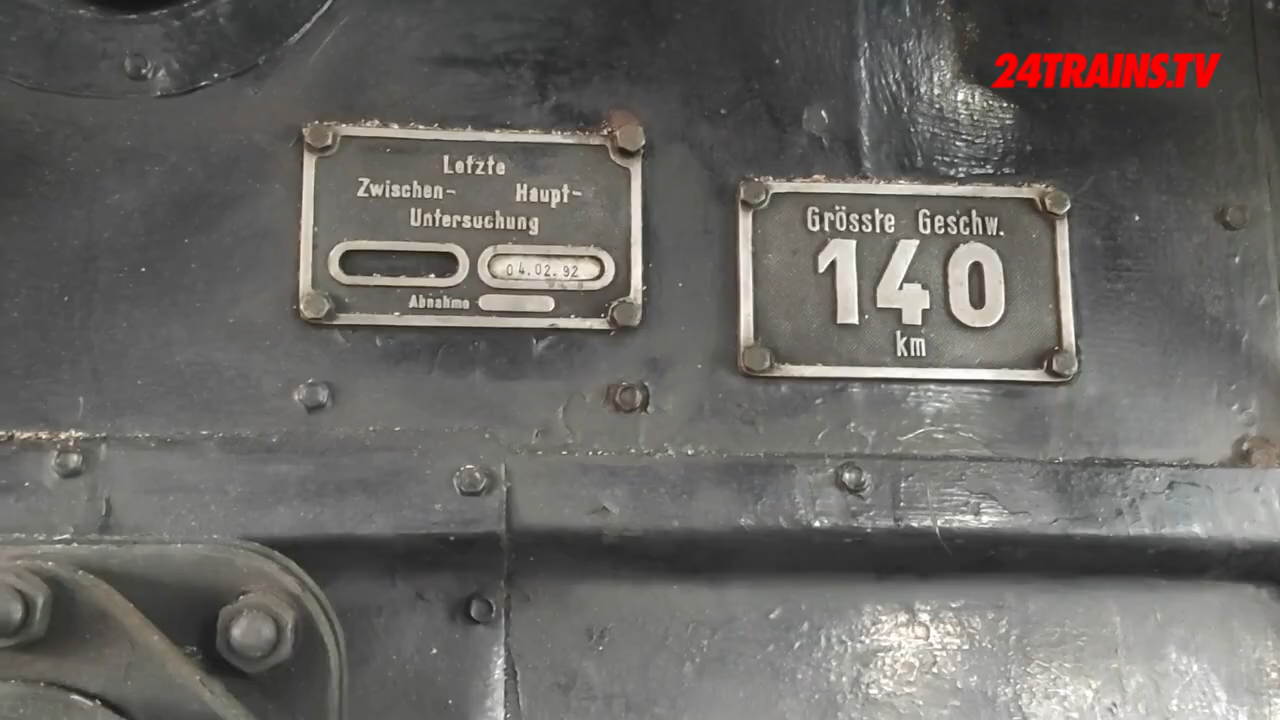 24TRAINS.TV
Letzte
Zwischen- Haupt-
Untersuchung
04.02.92
Abnahme
Grösste Geschw.
140
km